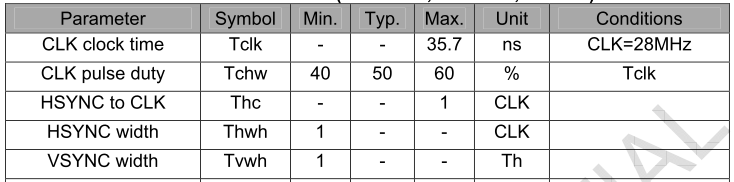 Parameter Symbol Min. Typ. Max. Unit Conditions
CLK clock time Tclk - - 35.7 ns CLK=28MHz
CLK pulse duty Tchw 40 50 60 % Tclk
HSYNC to CLK Thc - - 1 CLK
HSYNC width Thwh 1 - - CLK
VSYNC width Tvwh 1 - - Th